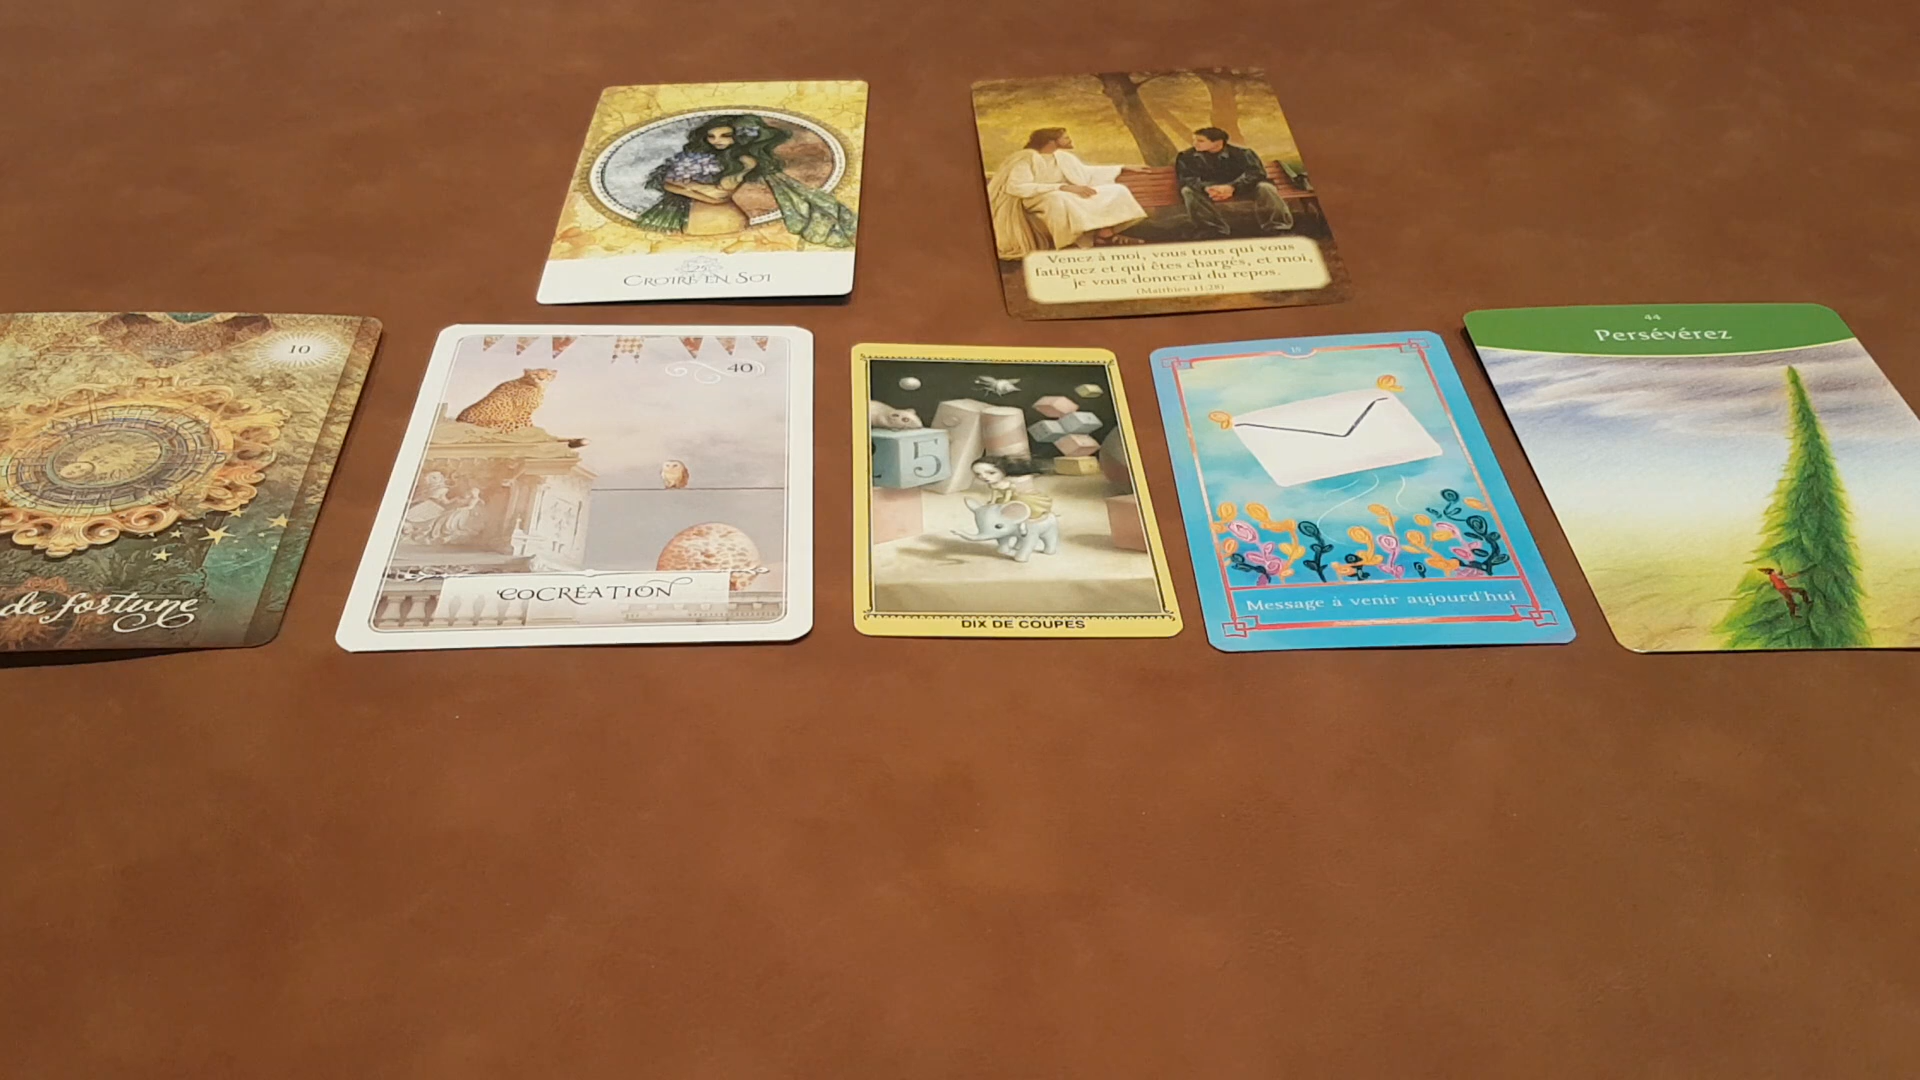 25
CROIRE EN SOI
Venez à moi, vous tous qui vous
fatiguez et qui êtes chargés, et moi,
je vous donnerai du repos.
(Matthieu 11:28)
10
de fortune
40
COCRÉATION
5
DIX DE COUPES
Message à venir aujourd'hui
44
Persévérez